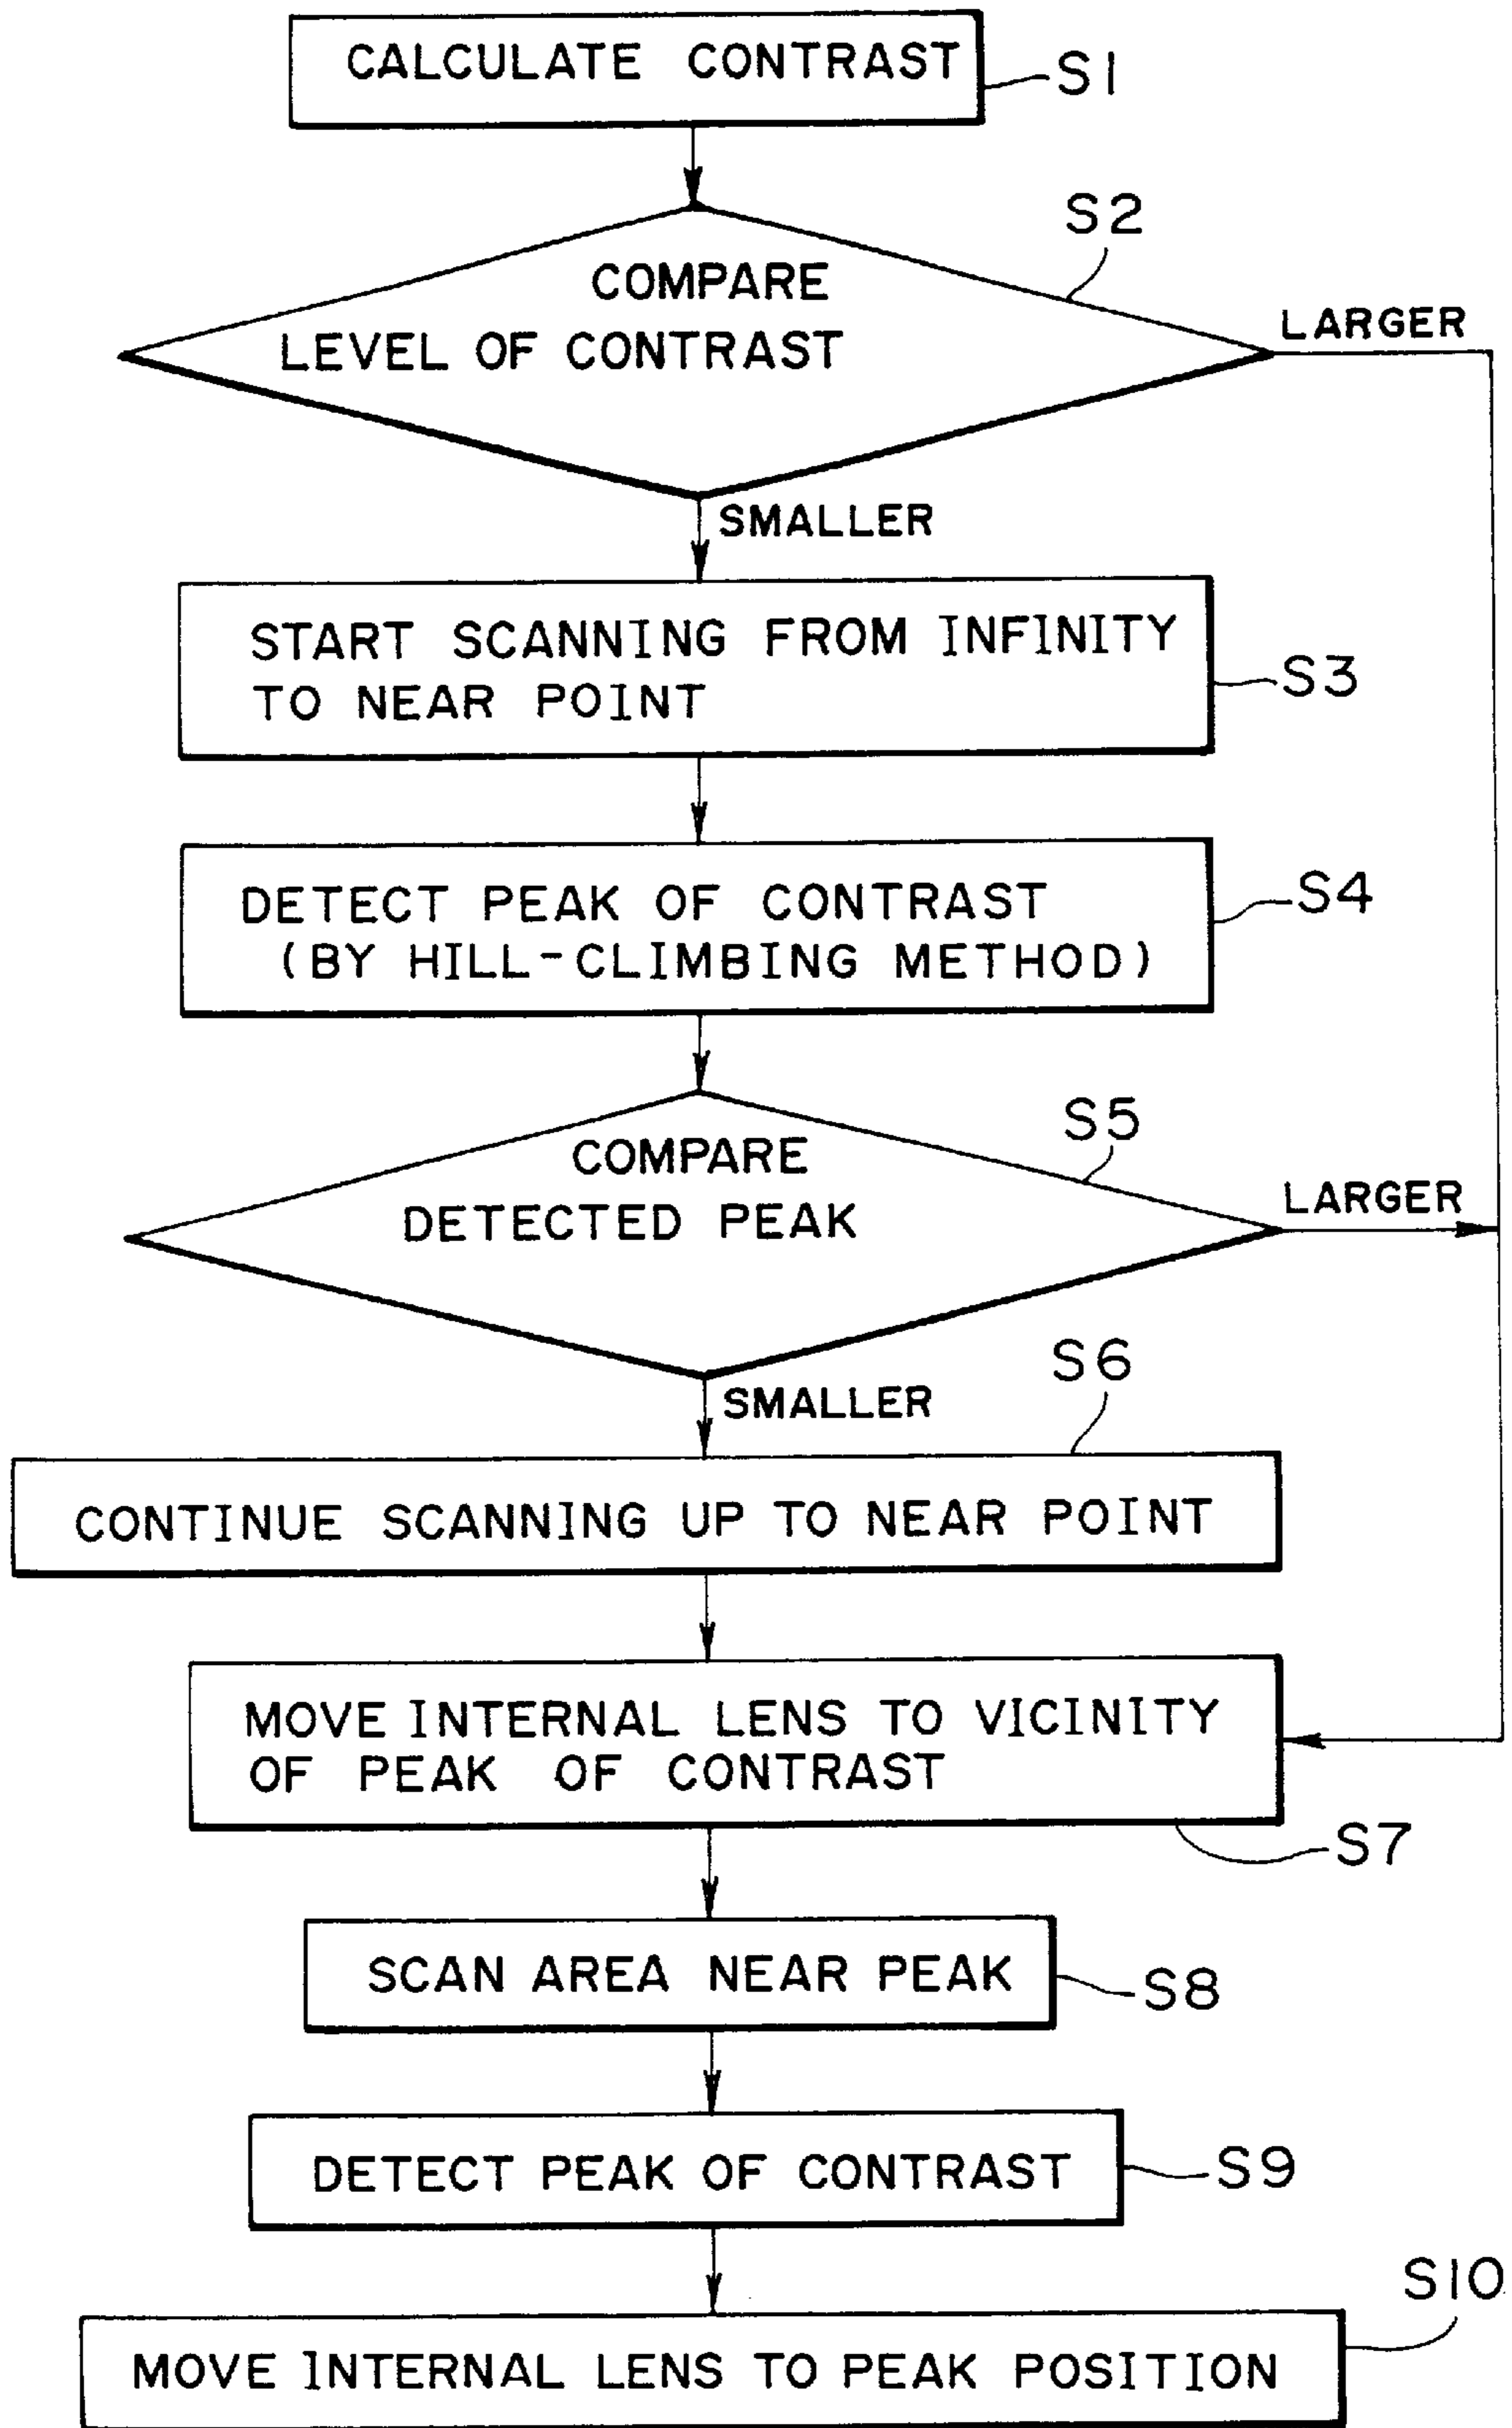 CALCULATE CONTRAST
S1
S2
COMPARE
LEVEL OF CONTRAST
LARGER
SMALLER
START SCANNING FROM INFINITY
TO NEAR POINT
S3
DETECT PEAK OF CONTRAST
(BY HILL-CLIMBING METHOD)
S4
S5
COMPARE
DETECTED PEAK
LARGER
SMALLER
S6
CONTINUE SCANNING UP TO NEAR POINT
MOVE INTERNAL LENS TO VICINITY
OF PEAK OF CONTRAST
S7
SCAN AREA NEAR PEAK
S8
DETECT PEAK OF CONTRAST
S9
S10
MOVE INTERNAL LENS TO PEAK POSITION